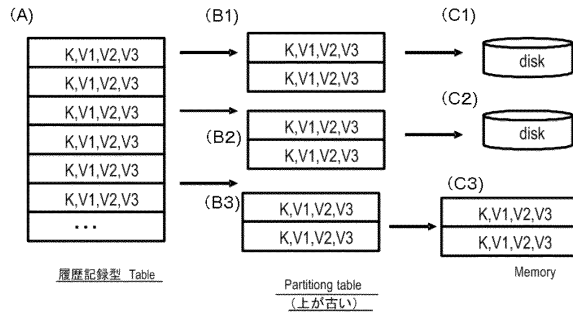 (A)
K,V1,V2,V3
K,V1,V2,V3
K,V1,V2,V3
K,V1,V2,V3
K,V1,V2,V3
K,V1,V2,V3
・・・
履歴記録型 Table
(B1)
K,V1,V2,V3
K,V1,V2,V3
(B2)
K,V1,V2,V3
K,V1,V2,V3
(B3)
K,V1,V2,V3
K,V1,V2,V3
Partitiong table
(上が古い)
(C1)
disk
(C2)
disk
(C3)
K,V1,V2,V3
K,V1,V2,V3
Memory